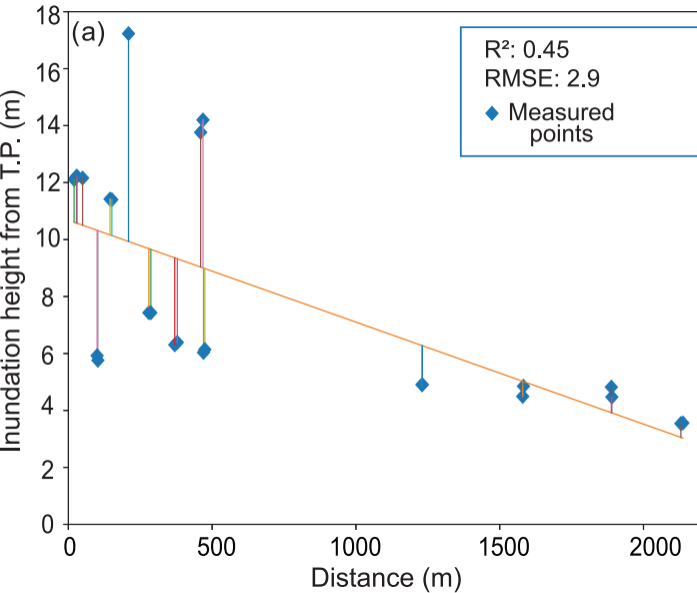 (a)
R²: 0.45
RMSE: 2.9
Measured
points
Inundation height from T.P. (m)
18
16
14
12
10
8
6
4
2
0
0 500 1000 1500 2000
Distance (m)